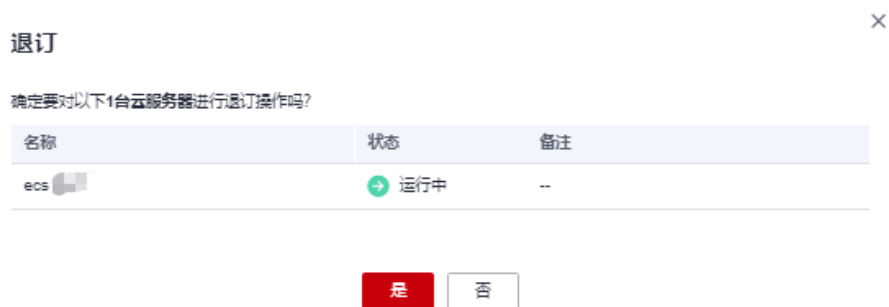 退订
确定要对以下1台云服务器进行退订操作吗?
名称 状态 备注
ecs 运行中 --
是 否